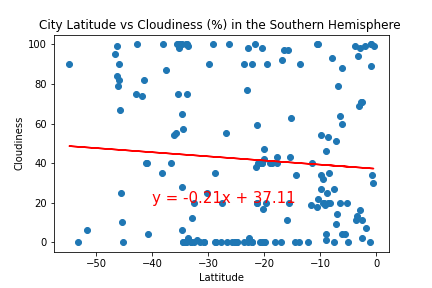 City Latitude vs Cloudiness (%) in the Southern Hemisphere
100
80
60
40
20
0
Cloudiness
y = -0.21x + 37.11
−50 −40 −30 −20 −10 0
Lattitude